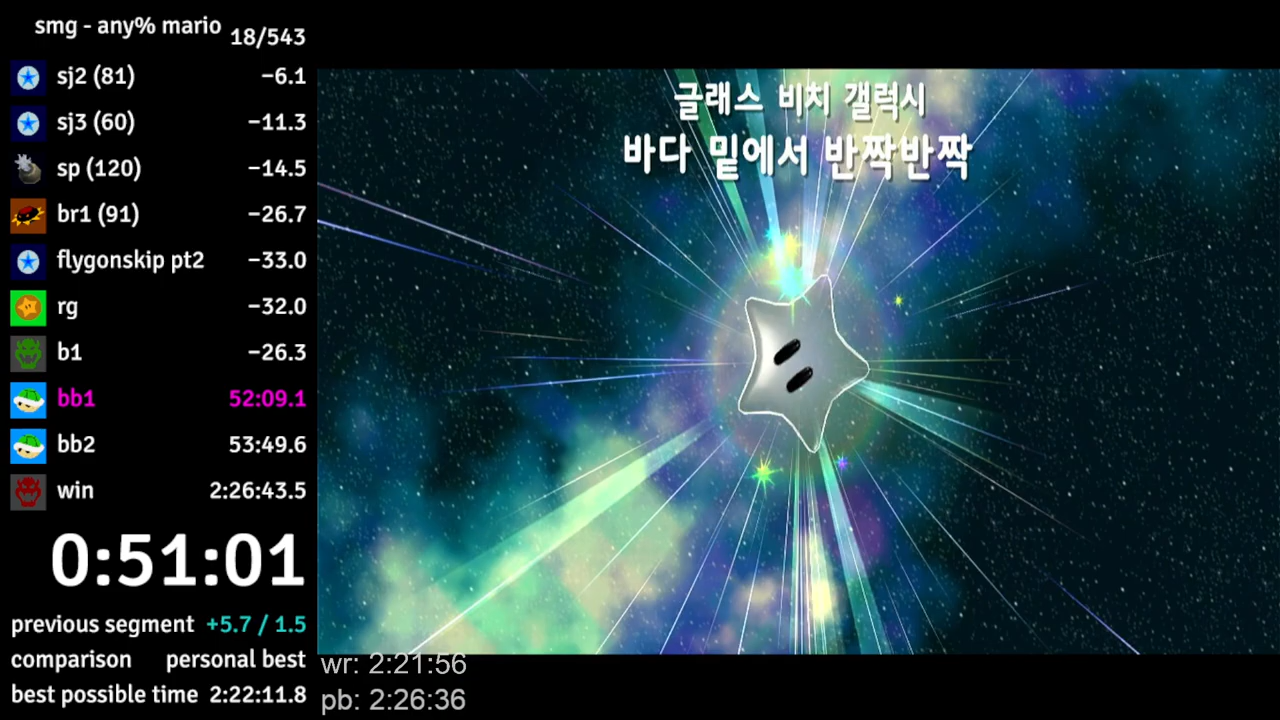 smg - any% mario
18/543
sj2 (81) −6.1
sj3 (60) −11.3
sp (120) −14.5
br1 (91) −26.7
flygonskip pt2 −33.0
rg −32.0
b1 −26.3
bb1 52:09.1
bb2 53:49.6
win 2:26:43.5
0:51:01
previous segment +5.7 / 1.5
comparison personal best
best possible time 2:22:11.8
글래스 비치 갤럭시
바다 밑에서 반짝반짝
wr: 2:21:56
pb: 2:26:36